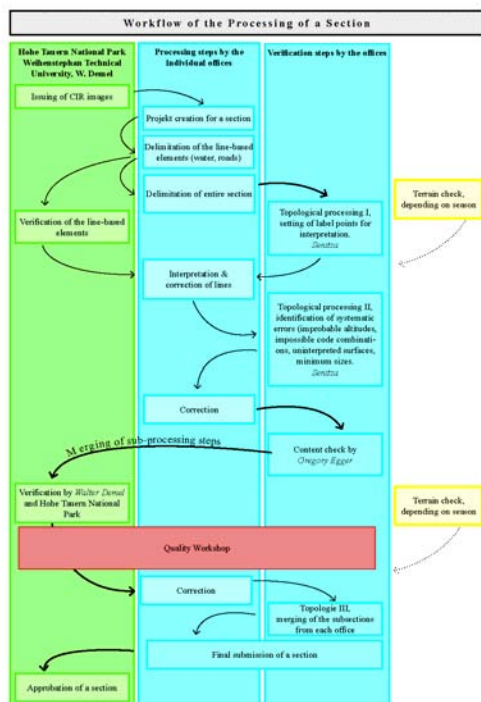 Workflow of the Processing of a Section
Hohe Tauern National Park
Weihenstephan Technical
University, W. Demel
Processing steps by the
Individual offices
Verification steps by the offices
Issuing of CIR images
Projekt creation for a section
Delimitation of the line-based
elements (water, roads)
Delimitation of entire section
Verification of the line-based
elements
Topological processing I,
setting of label points for
interpretation.
Terrain check,
depending on season
Interpretation &
correction of lines
Topological processing II,
identification of systematic
errors (improbable altitudes,
impossible code combinati-
ons, uninterpreted surfaces,
minimum sizes.
Correction
Merging of sub-processing steps
Content check by
Gregory Egger
Verification by Walter Demel
and Hohe Tauern National
Park
Terrain check,
depending on season
Quality Workshop
Correction
Topologie III,
merging of the subsections
from each office
Final submission of a section
Approbation of a section